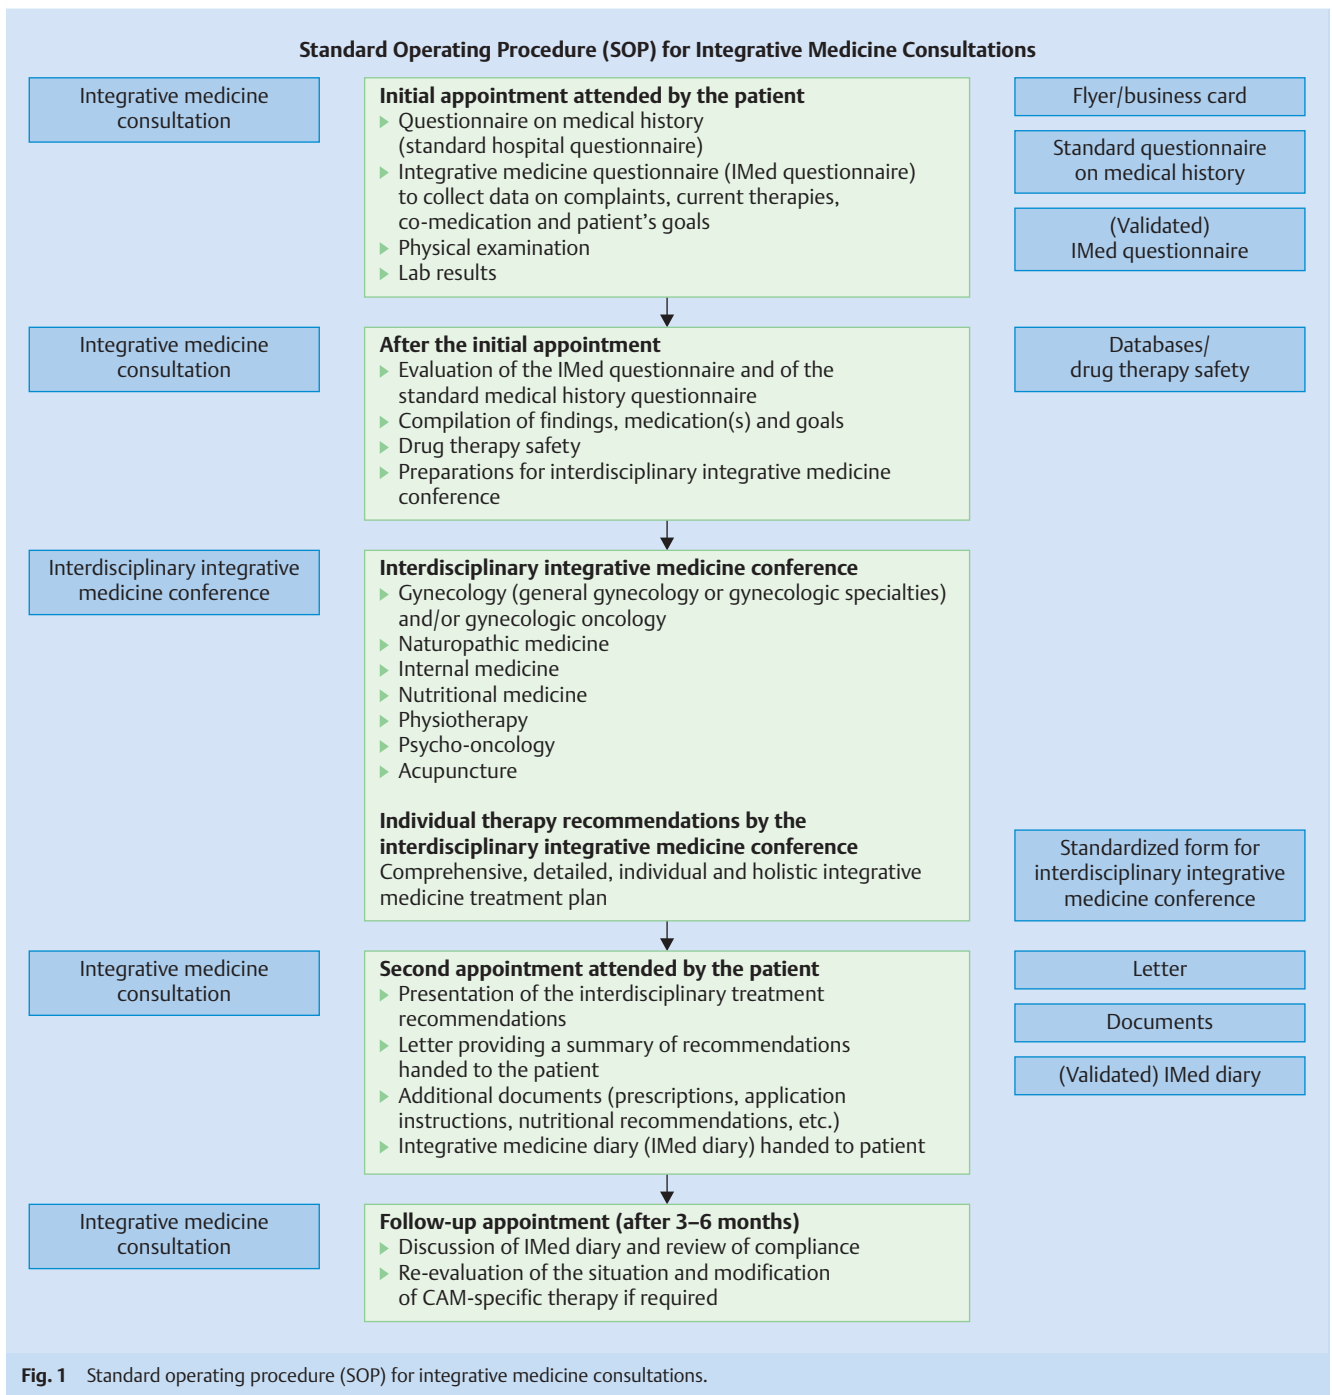 Standard Operating Procedure (SOP) for Integrative Medicine Consultations
Integrative medicine
consultation
Initial appointment attended by the patient
▶ Questionnaire on medical history
(standard hospital questionnaire)
▶ Integrative medicine questionnaire (IMed questionnaire)
to collect data on complaints, current therapies,
co-medication and patient's goals
▶ Physical examination
▶ Lab results
Flyer/business card
Standard questionnaire
on medical history
(Validated)
IMed questionnaire
Integrative medicine
consultation
After the initial appointment
▶ Evaluation of the IMed questionnaire and of the
standard medical history questionnaire
▶ Compilation of findings, medication(s) and goals
▶ Drug therapy safety
▶ Preparations for interdisciplinary integrative medicine
conference
Databases/
drug therapy safety
Interdisciplinary integrative
medicine conference
Interdisciplinary integrative medicine conference
▶ Gynecology (general gynecology or gynecologic specialties)
and/or gynecologic oncology
▶ Naturopathic medicine
▶ Internal medicine
▶ Nutritional medicine
▶ Physiotherapy
▶ Psycho-oncology
▶ Acupuncture
Individual therapy recommendations by the
interdisciplinary integrative medicine conference
Comprehensive, detailed, individual and holistic integrative
medicine treatment plan
Standardized form for
interdisciplinary integrative
medicine conference
Integrative medicine
consultation
Second appointment attended by the patient
▶ Presentation of the interdisciplinary treatment
recommendations
▶ Letter providing a summary of recommendations
handed to the patient
▶ Additional documents (prescriptions, application
instructions, nutritional recommendations, etc.)
▶ Integrative medicine diary (IMed diary) handed to patient
Letter
Documents
(Validated) IMed diary
Integrative medicine
consultation
Follow-up appointment (after 3–6 months)
▶ Discussion of IMed diary and review of compliance
▶ Re-evaluation of the situation and modification
of CAM-specific therapy if required
Fig. 1 Standard operating procedure (SOP) for integrative medicine consultations.